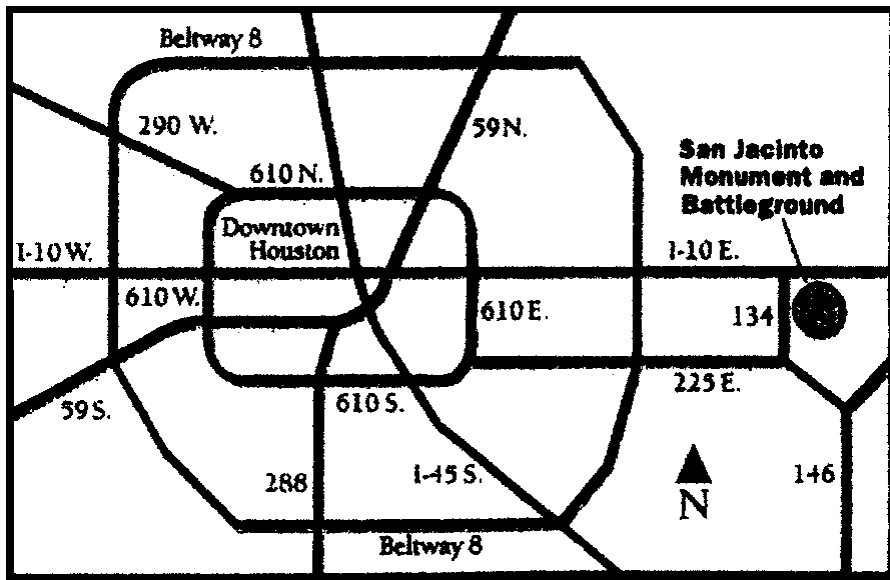 Beltway 8
290 W.
59 N.
San Jacinto
Monument and
Battleground
610 N.
Downtown
Houston
I-10 W.
I-10 E.
610 W.
610 E.
134
225 E.
59 S.
610 S.
288
I-45 S.
146
N
Beltway 8